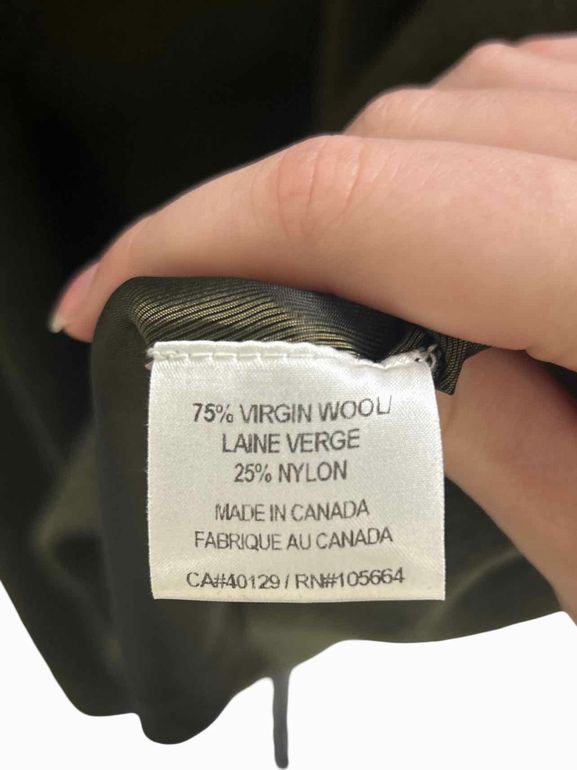 75% VIRGIN WOOL/
LAINE VERGE
25% NYLON
MADE IN CANADA
FABRIQUE AU CANADA
CA#40129 / RN#105664